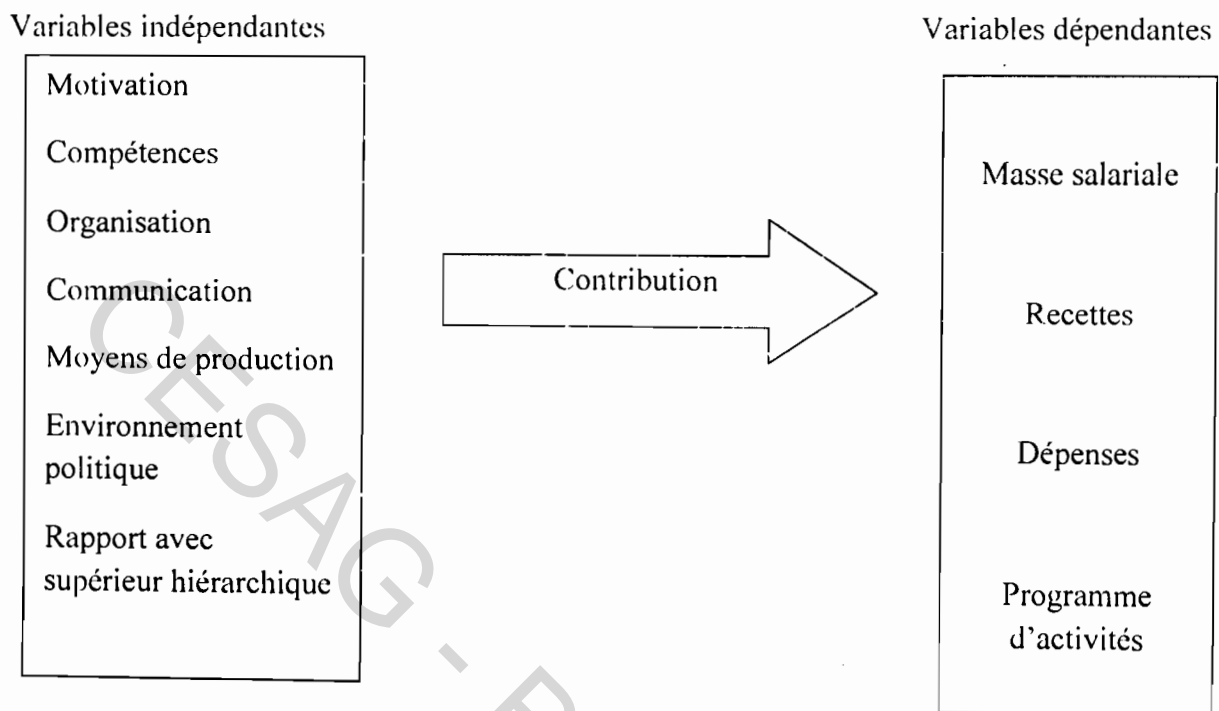 Variables indépendantes
Motivation
Compétences
Organisation
Communication
Moyens de production
Environnement
politique
Rapport avec
supérieur hiérarchique
Contribution
Variables dépendantes
Masse salariale
Recettes
Dépenses
Programme
d'activités
CESAG -